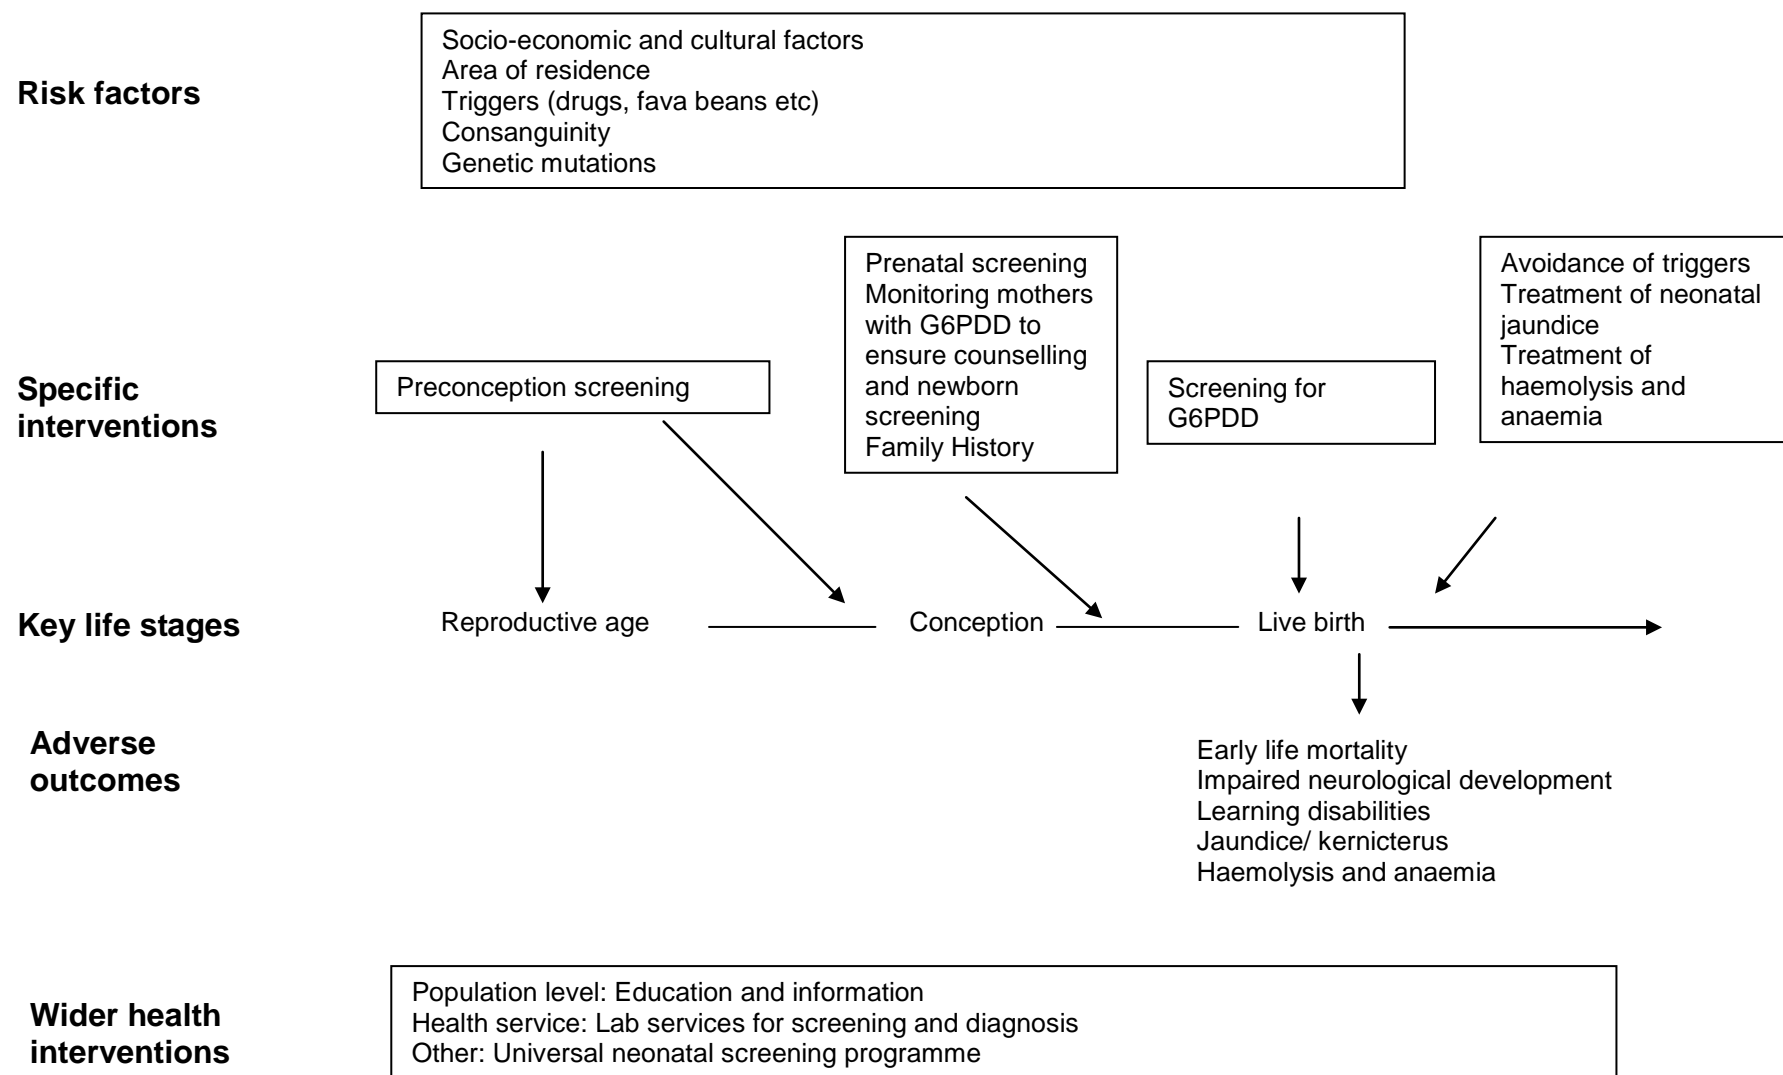 Risk factors
Socio-economic and cultural factors
Area of residence
Triggers (drugs, fava beans etc)
Consanguinity
Genetic mutations
Specific
interventions
Preconception screening
Prenatal screening
Monitoring mothers
with G6PDD to
ensure counselling
and newborn
screening
Family History
Screening for
G6PDD
Avoidance of triggers
Treatment of neonatal
jaundice
Treatment of
haemolysis and
anaemia
Key life stages
Reproductive age
Conception
Live birth
Adverse
outcomes
Early life mortality
Impaired neurological development
Learning disabilities
Jaundice/ kernicterus
Haemolysis and anaemia
Wider health
interventions
Population level: Education and information
Health service: Lab services for screening and diagnosis
Other: Universal neonatal screening programme